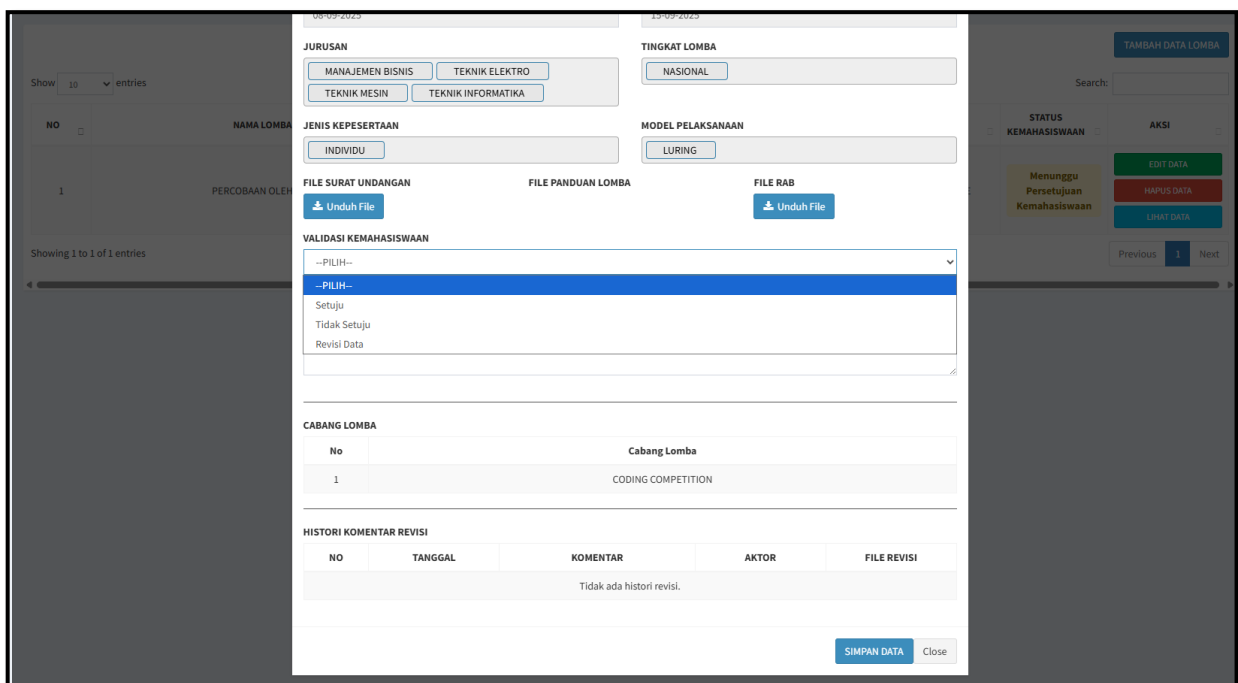 08-09-2025 15-09-2025
TAMBAH DATA LOMBA
JURUSAN TINGKAT LOMBA
MANAJEMEN BISNIS TEKNIK ELEKTRO NASIONAL
TEKNIK MESIN TEKNIK INFORMATIKA
Show 10 entries Search:
NO NAMA LOMBA STATUS KEMAHASISWAAN AKSI
JENIS KEPESERTAAN MODEL PELAKSANAAN
INDIVIDU LURING
1 PERCOBAAN OLEH Menunggu
Persetujuan
Kemahasiswaan
EDIT DATA
HAPUS DATA
LIHAT DATA
FILE SURAT UNDANGAN FILE PANDUAN LOMBA FILE RAB
Unduh File Unduh File
Showing 1 to 1 of 1 entries Previous 1 Next
VALIDASI KEMAHASISWAAN
--PILIH--
--PILIH--
Setuju
Tidak Setuju
Revisi Data
CABANG LOMBA
No Cabang Lomba
1 CODING COMPETITION
HISTORI KOMENTAR REVISI
NO TANGGAL KOMENTAR AKTOR FILE REVISI
Tidak ada histori revisi.
SIMPAN DATA Close